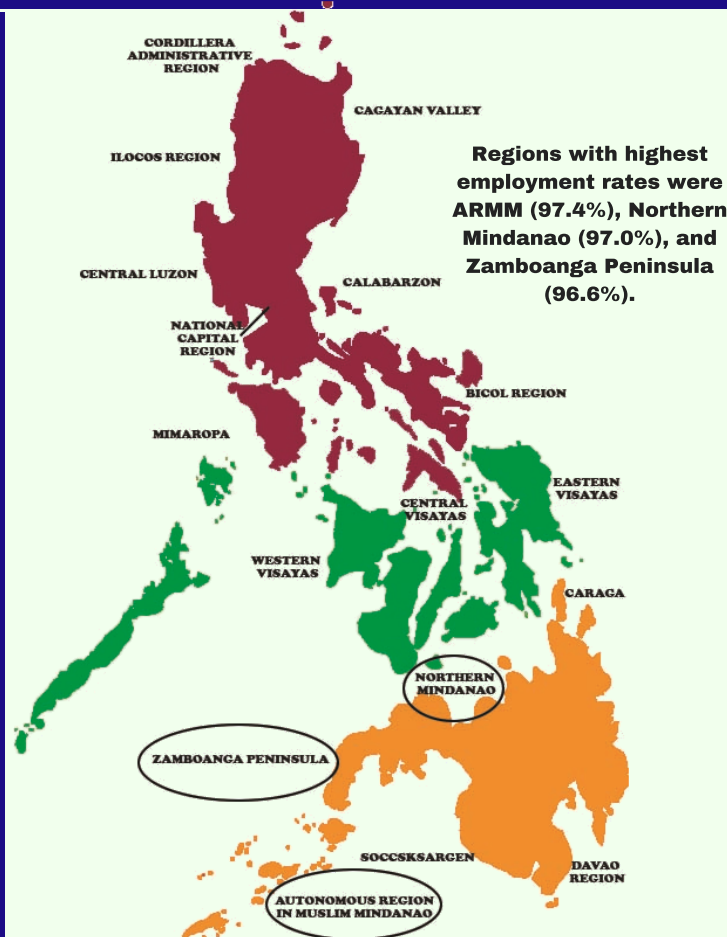 CORDILLERA
ADMINISTRATIVE
REGION
CAGAYAN VALLEY
ILOCOS REGION
Regions with highest
employment rates were
ARMM (97.4%), Northern
Mindanao (97.0%), and
Zamboanga Peninsula
(96.6%).
CENTRAL LUZON
CALABARZON
NATIONAL
CAPITAL
REGION
BICOL REGION
MIMAROPA
EASTERN
VISAYAS
CENTRAL
VISAYAS
WESTERN
VISAYAS
CARAGA
NORTHERN
MINDANAO
ZAMBOANGA PENINSULA
SOCCSKSARGEN
DAVAO
REGION
AUTONOMOUS REGION
IN MUSLIM MINDANAO